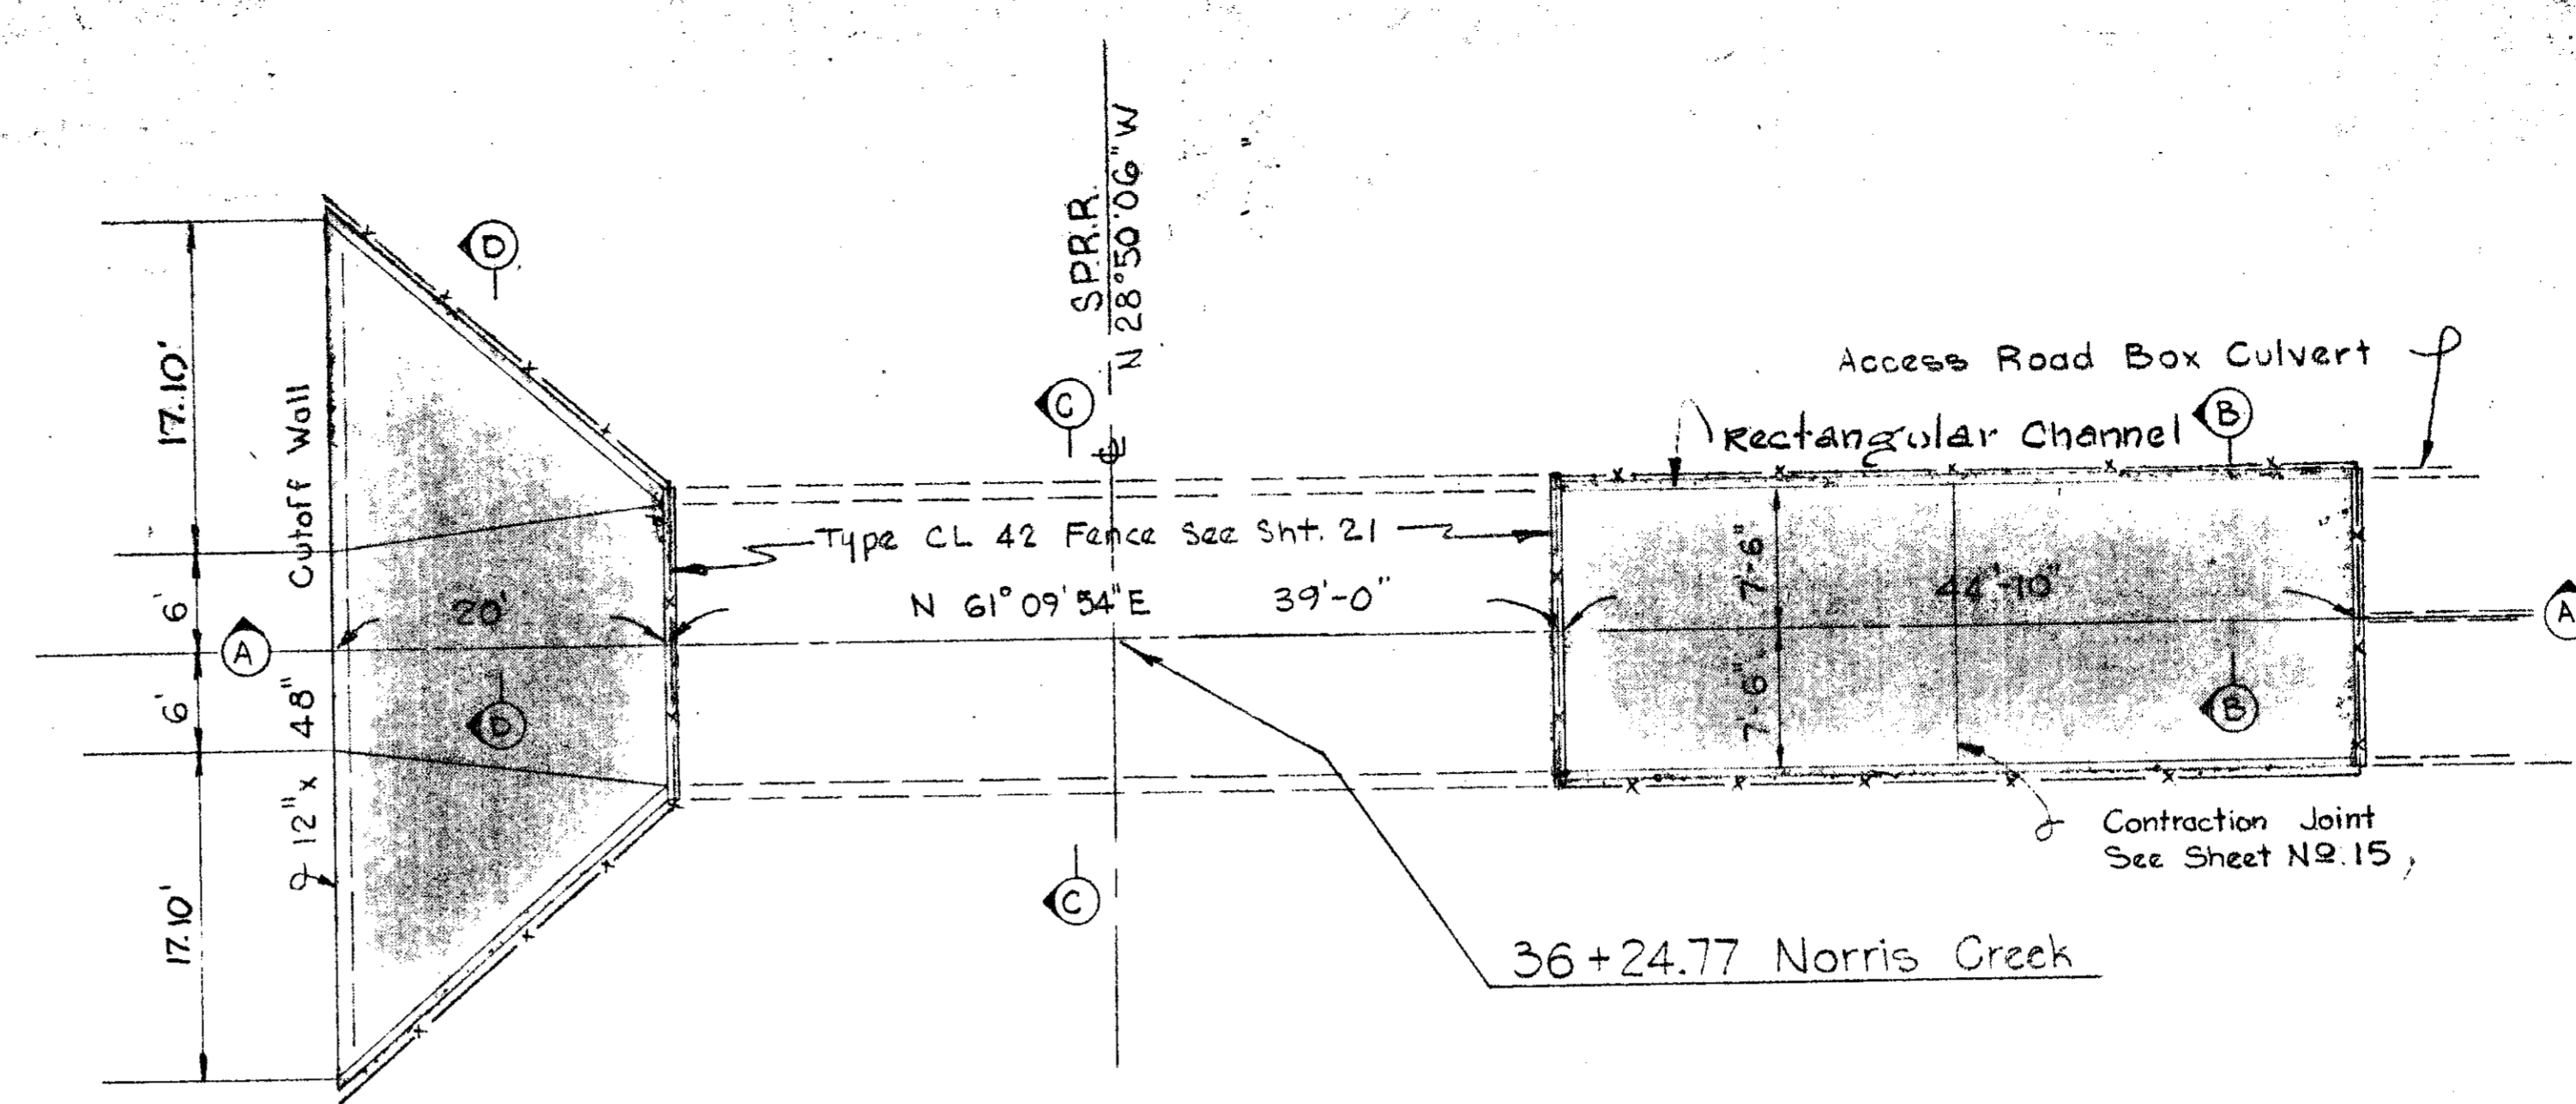 S.P.R.R.
N 28°50'06" W
D
17.10'
C
Access Road Box Culvert
Rectangular Channel
B
Cutoff Wall
12" x 48"
Type CL 42 Fence See Sht. 21
7'-6"
6'
20'
N 61°09'54" E
39'-0"
44'-10"
A
A
6'
D
7'-6"
B
Contraction Joint
See Sheet Nº. 15
17.10'
C
36+24.77 Norris Creek